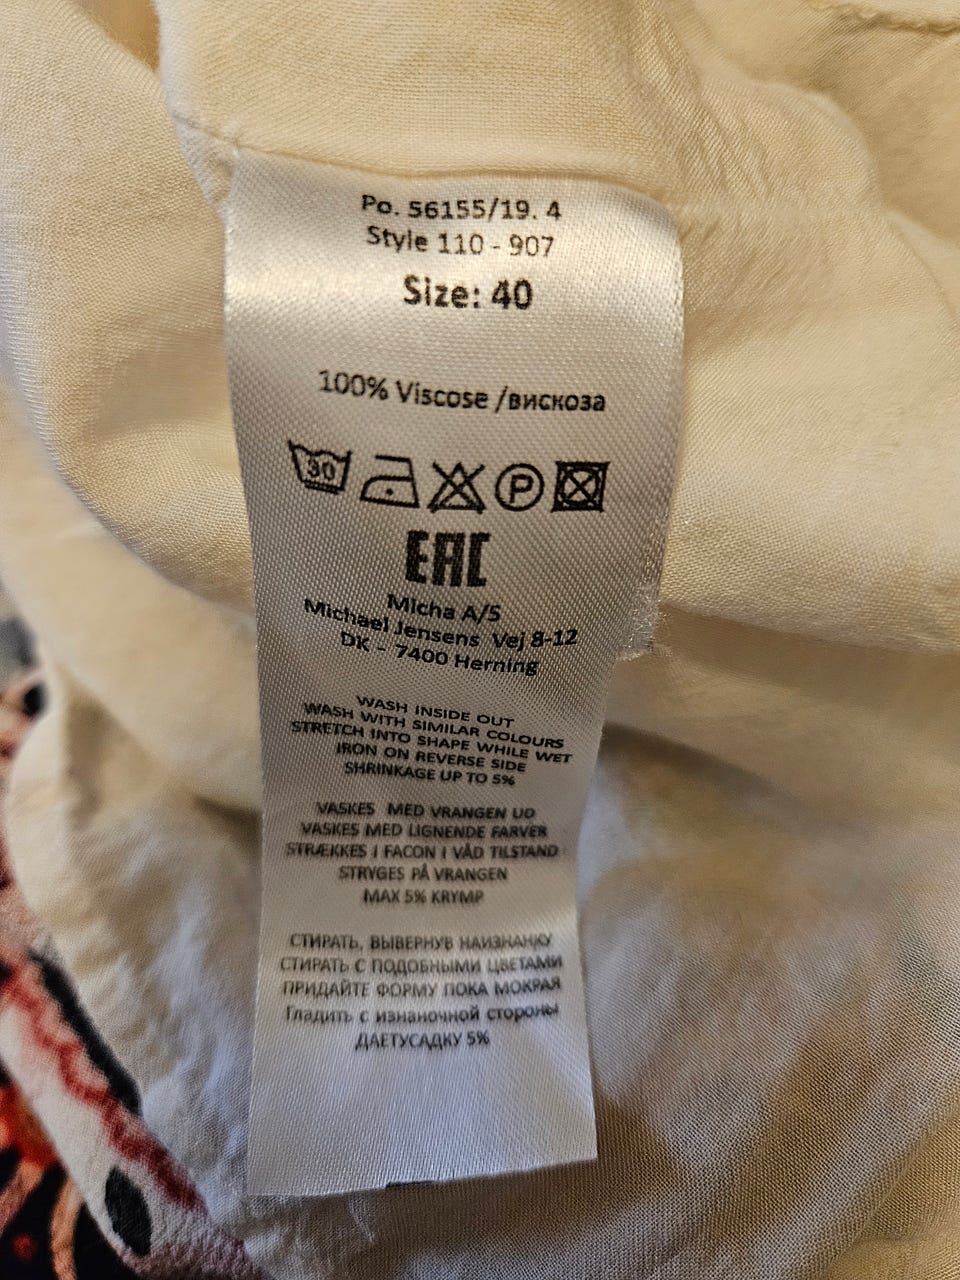 Po. 56155/19. 4
Style 110 - 907
Size: 40
100% Viscose /вискоза
30
P
EAC
Micha A/S
Michael Jensens Vej 8-12
DK - 7400 Herning
WASH INSIDE OUT
WASH WITH SIMILAR COLOURS
STRETCH INTO SHAPE WHILE WET
IRON ON REVERSE SIDE
SHRINKAGE UP TO 5%
VASKES MED VRANGEN UD
VASKES MED LIGNENDE FARVER
STRÆKKES I FACON I VÅD TILSTAND
STRYGES PÅ VRANGEN
MAX 5% KRYMP
СТИРАТЬ, ВЫВЕРНУВ НАИЗНАНКУ
СТИРАТЬ С ПОДОБНЫМИ ЦВЕТАМИ
ПРИДАЙТЕ ФОРМУ ПОКА МОКРАЯ
Гладить с изнаночной стороны
ДАЕТУСАДКУ 5%